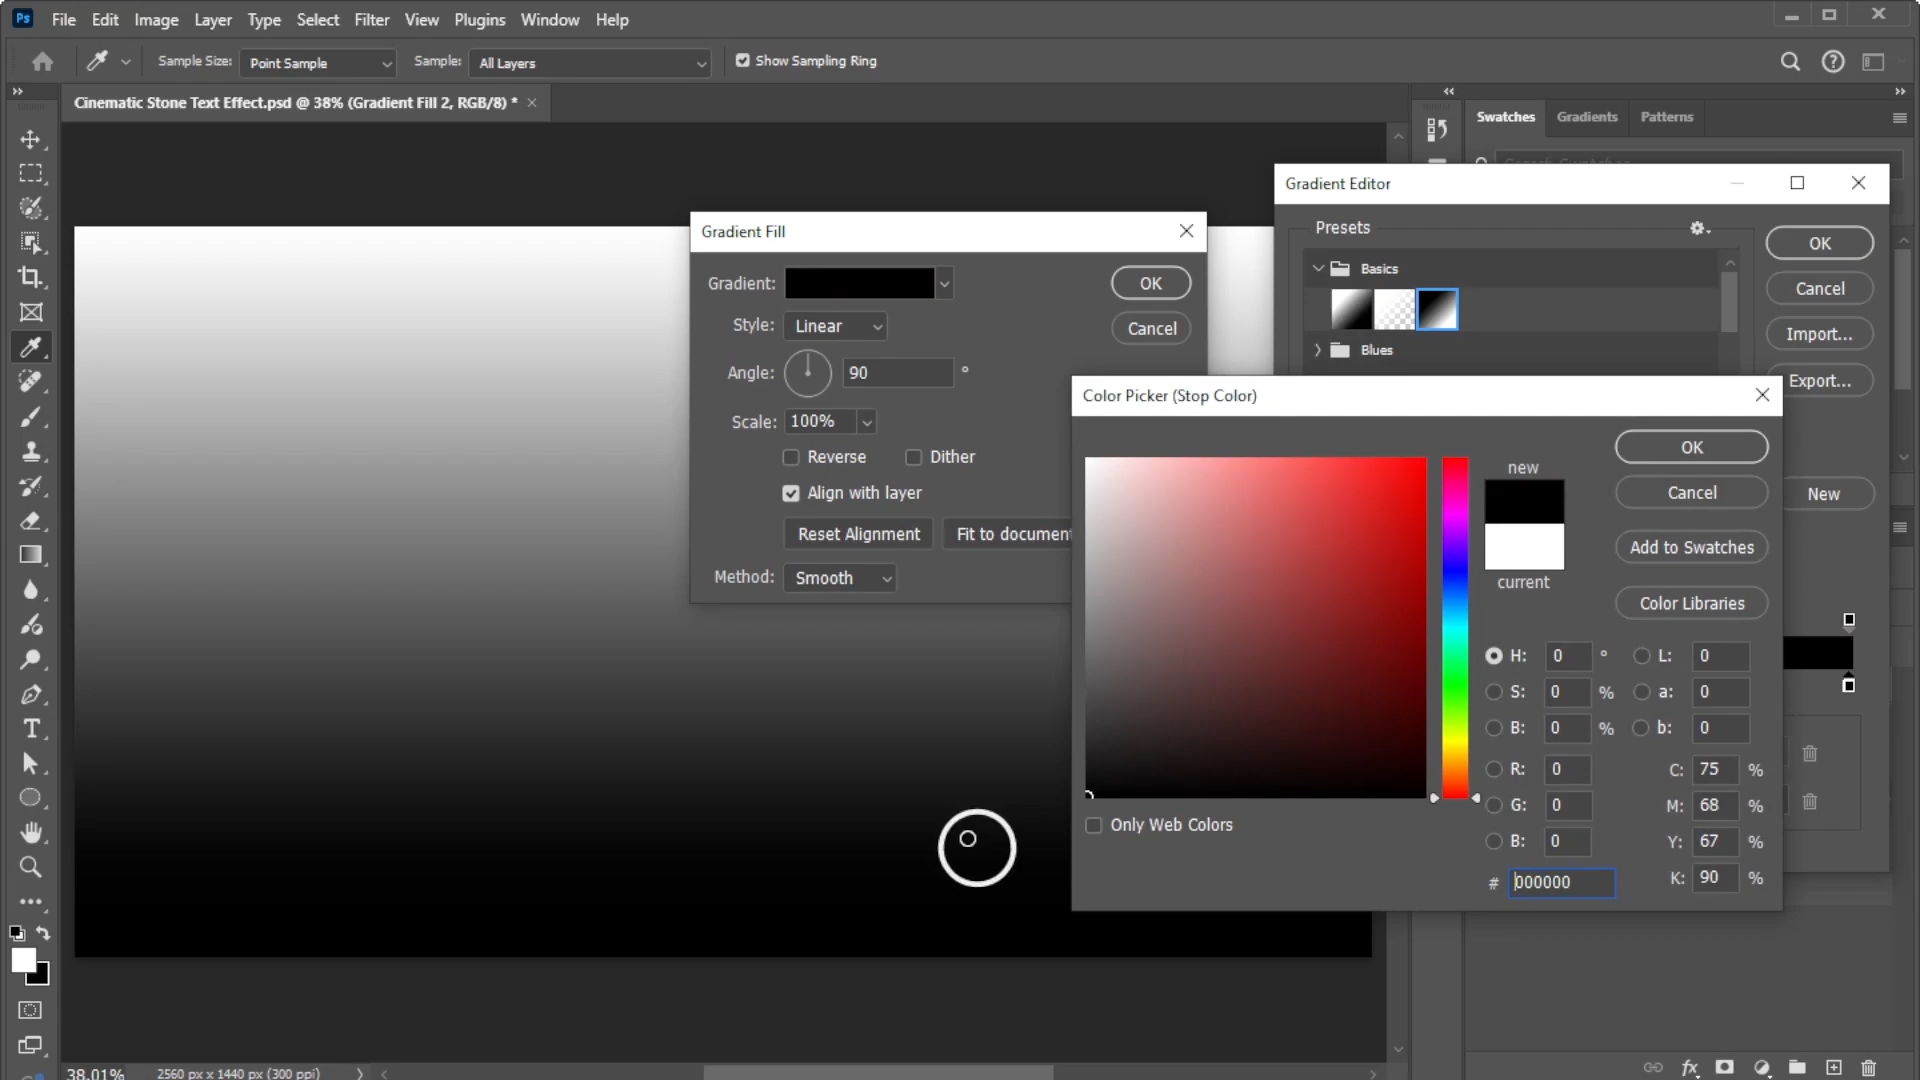 Ps File Edit Image Layer Type Select Filter View Plugins Window Help
Sample Size: Point Sample Sample: All Layers Show Sampling Ring
Cinematic Stone Text Effect.psd @ 38% (Gradient Fill 2, RGB/8) * ×
Swatches Gradients Patterns
Gradient Editor
Presets
Basics
Blues
OK
Cancel
Import...
Export...
New
Gradient Fill
Gradient:
OK
Style: Linear
Cancel
Angle: 90 °
Scale: 100%
Reverse Dither
Align with layer
Reset Alignment Fit to document
Method: Smooth
Color Picker (Stop Color)
new
current
OK
Cancel
Add to Swatches
Color Libraries
H: 0 ° L: 0
S: 0 % a: 0
B: 0 % b: 0
R: 0 C: 75 %
G: 0 M: 68 %
B: 0 Y: 67 %
# 000000 K: 90 %
Only Web Colors
38.01% 2560 px x 1440 px (300 ppi)